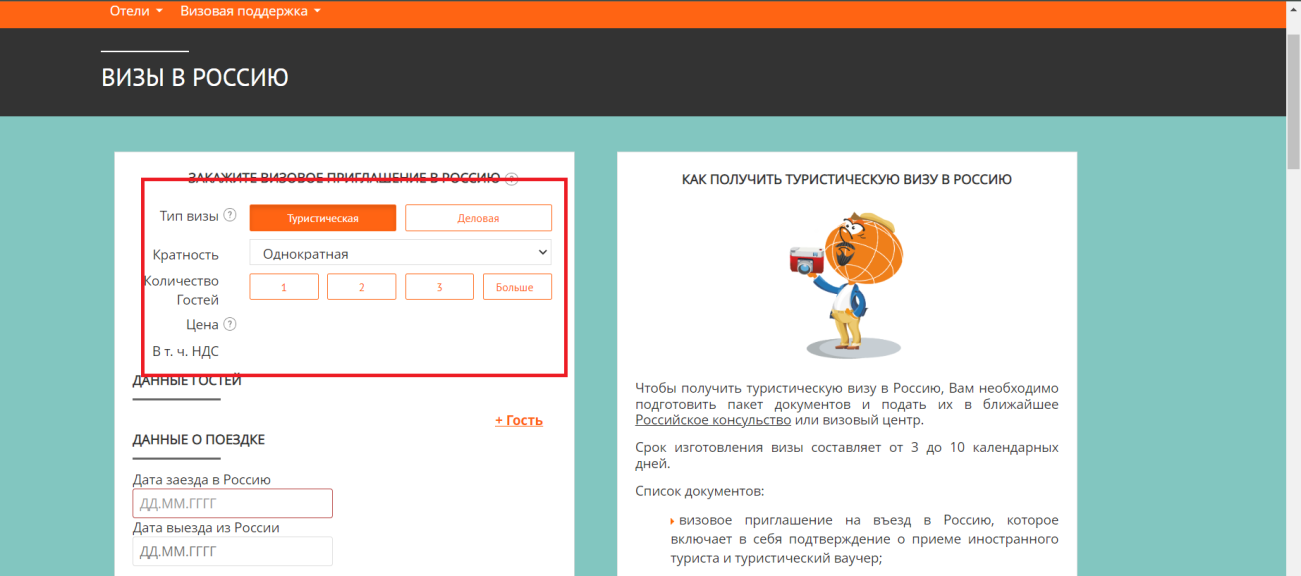 Отели
Визовая поддержка
ВИЗЫ В РОССИЮ
ЗАКАЖИТЕ ВИЗОВОЕ ПРИГЛАШЕНИЕ В РОССИЮ ?
Тип визы ? Туристическая Деловая
Кратность Однократная
Количество
Гостей 1 2 3 Больше
Цена ?
В т. ч. НДС
ДАННЫЕ ГОСТЕЙ
+ Гость
ДАННЫЕ О ПОЕЗДКЕ
Дата заезда в Россию
ДД.ММ.ГГГГ
Дата выезда из России
ДД.ММ.ГГГГ
КАК ПОЛУЧИТЬ ТУРИСТИЧЕСКУЮ ВИЗУ В РОССИЮ
Чтобы получить туристическую визу в Россию, Вам необходимо
подготовить пакет документов и подать их в ближайшее
Российское консульство или визовый центр.
Срок изготовления визы составляет от 3 до 10 календарных
дней.
Список документов:
визовое приглашение на въезд в Россию, которое
включает в себя подтверждение о приеме иностранного
туриста и туристический ваучер;